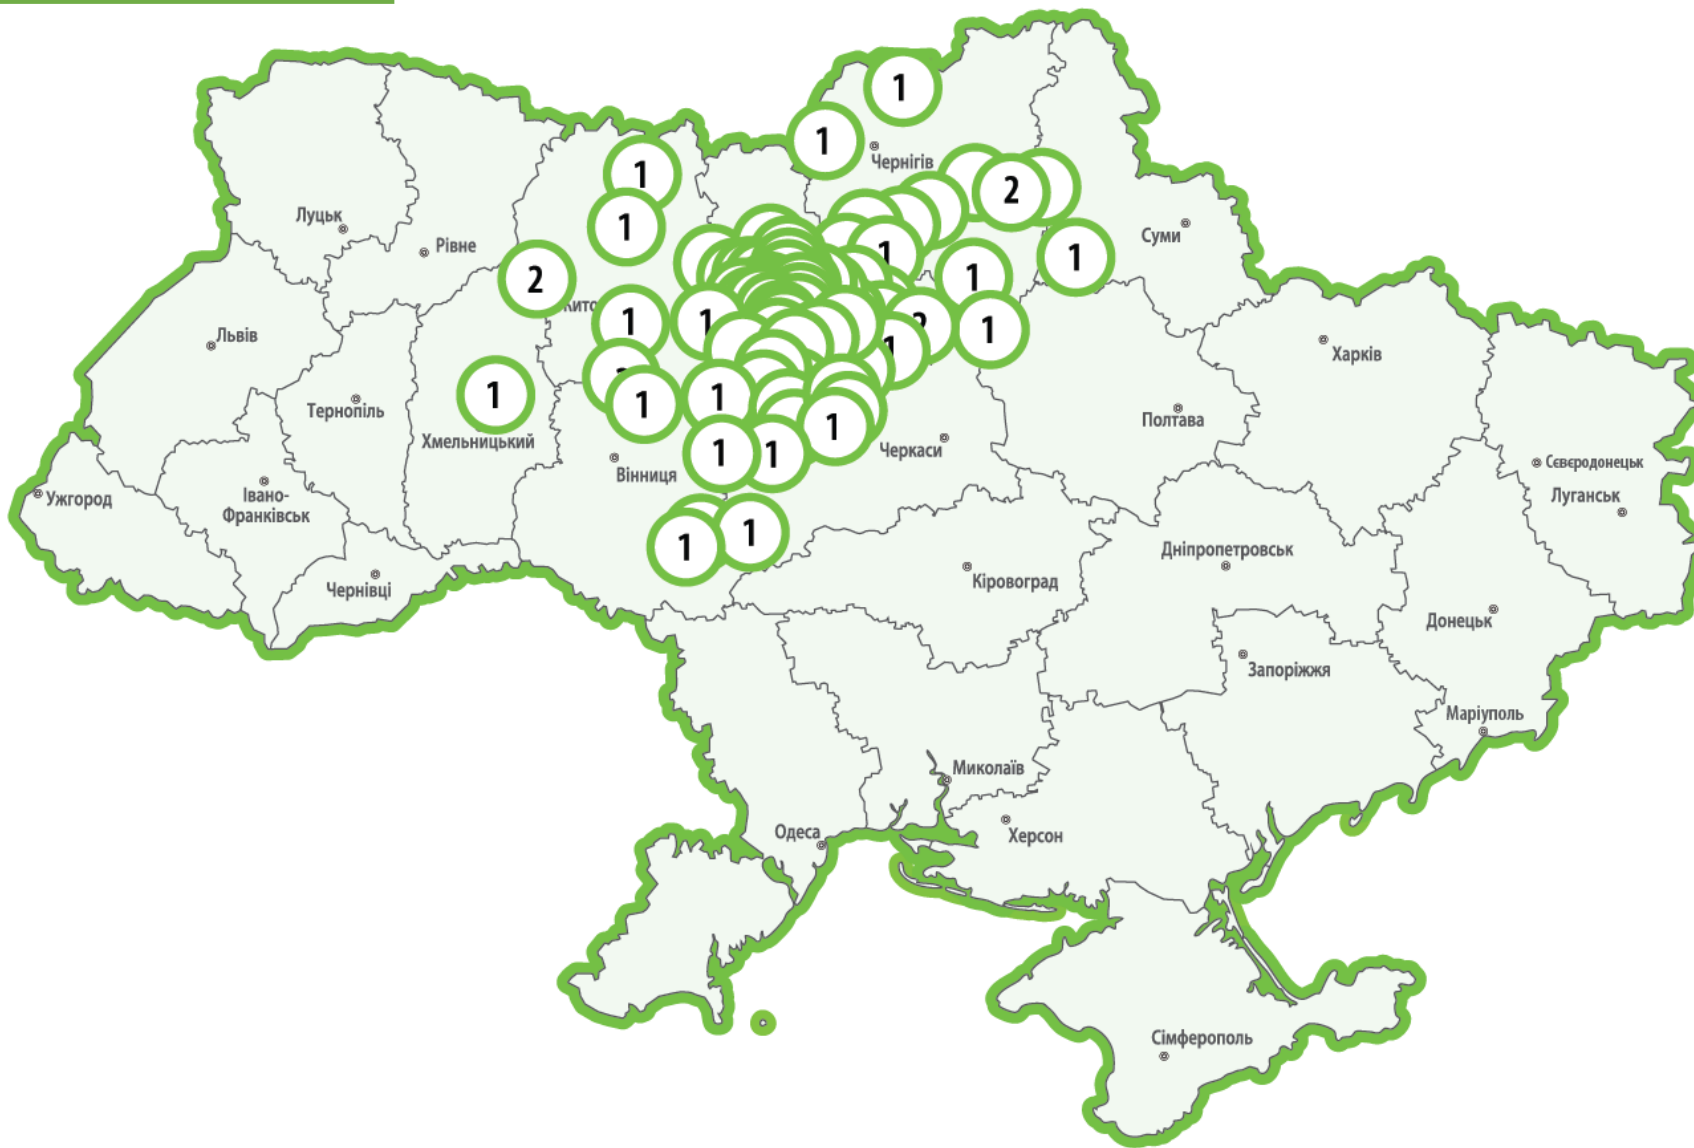 1
1
Чернігів
1
2
1
Луцьк
Рівне
Суми
1
1
2
1
Львів
1
1
1
1
Харків
1
Тернопіль
1
1
Хмельницький
1
Полтава
Черкаси
1
1
Вінниця
Сєвєродонецьк
Ужгород
Івано-
Франківськ
Луганськ
1
1
Дніпропетровськ
Чернівці
Кіровоград
Донецьк
Запоріжжя
Маріуполь
Миколаїв
Одеса
Херсон
Сімферополь